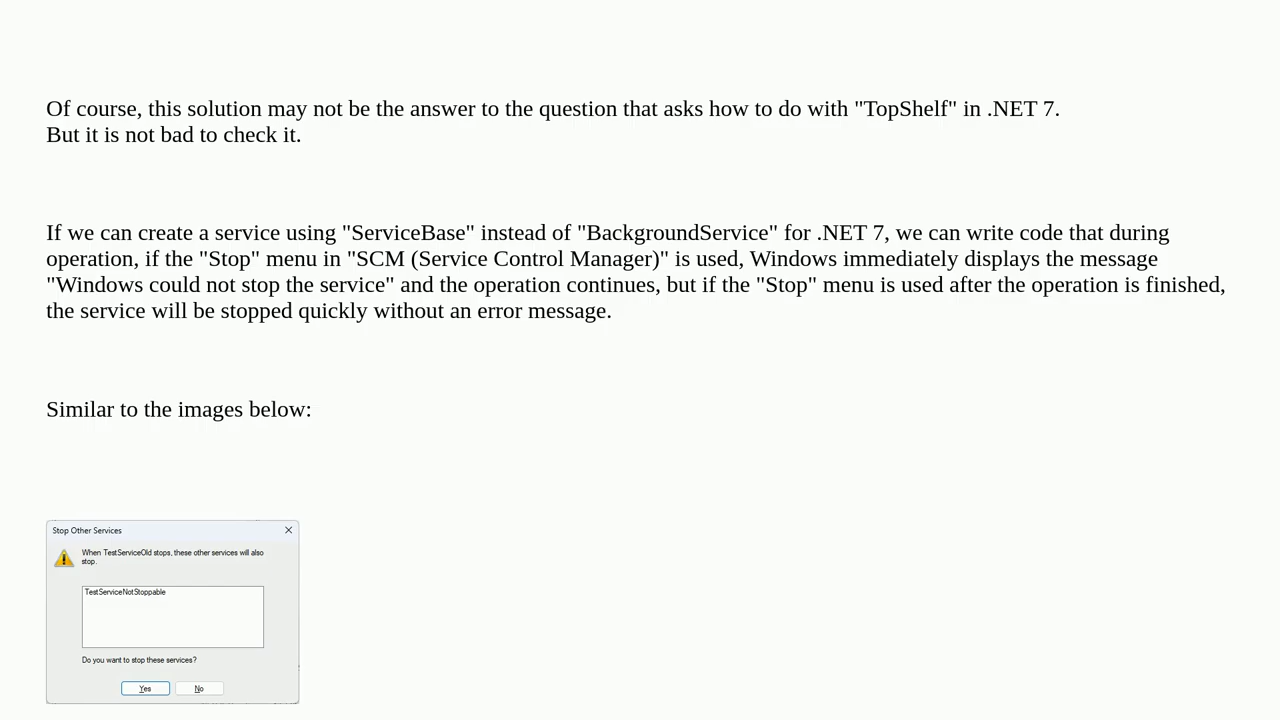 Of course, this solution may not be the answer to the question that asks how to do with "TopShelf" in .NET 7.
But it is not bad to check it.
If we can create a service using "ServiceBase" instead of "BackgroundService" for .NET 7, we can write code that during
operation, if the "Stop" menu in "SCM (Service Control Manager)" is used, Windows immediately displays the message
"Windows could not stop the service" and the operation continues, but if the "Stop" menu is used after the operation is finished,
the service will be stopped quickly without an error message.
Similar to the images below:
Stop Other Services
When TestServiceOld stops, these other services will also
stop.
TestServiceNotStoppable
Do you want to stop these services?
Yes No